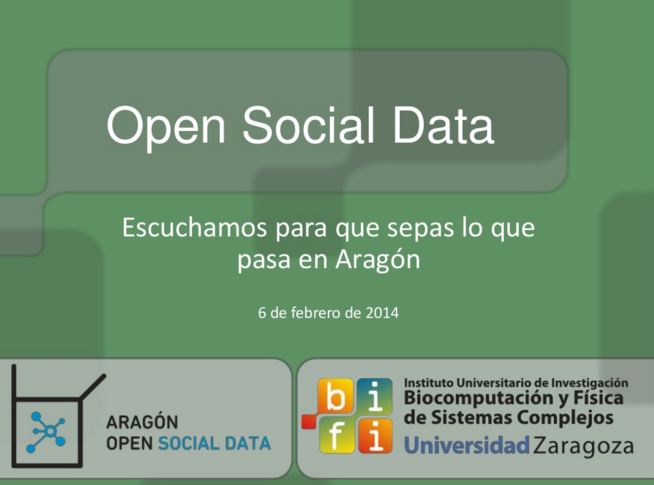 Open Social Data
Escuchamos para que sepas lo que
pasa en Aragón
6 de febrero de 2014
ARAGÓN
OPEN SOCIAL DATA
b i
f i
Instituto Universitario de Investigación
Biocomputación y Física
de Sistemas Complejos
Universidad Zaragoza